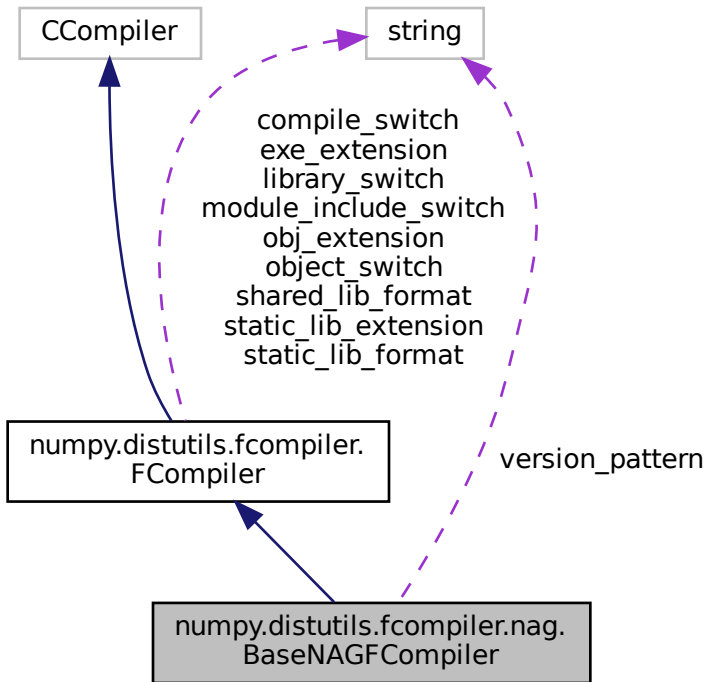 CCompiler
string
compile_switch
exe_extension
library_switch
module_include_switch
obj_extension
object_switch
shared_lib_format
static_lib_extension
static_lib_format
numpy.distutils.fcompiler.
FCompiler
version_pattern
numpy.distutils.fcompiler.nag.
BaseNAGFCompiler